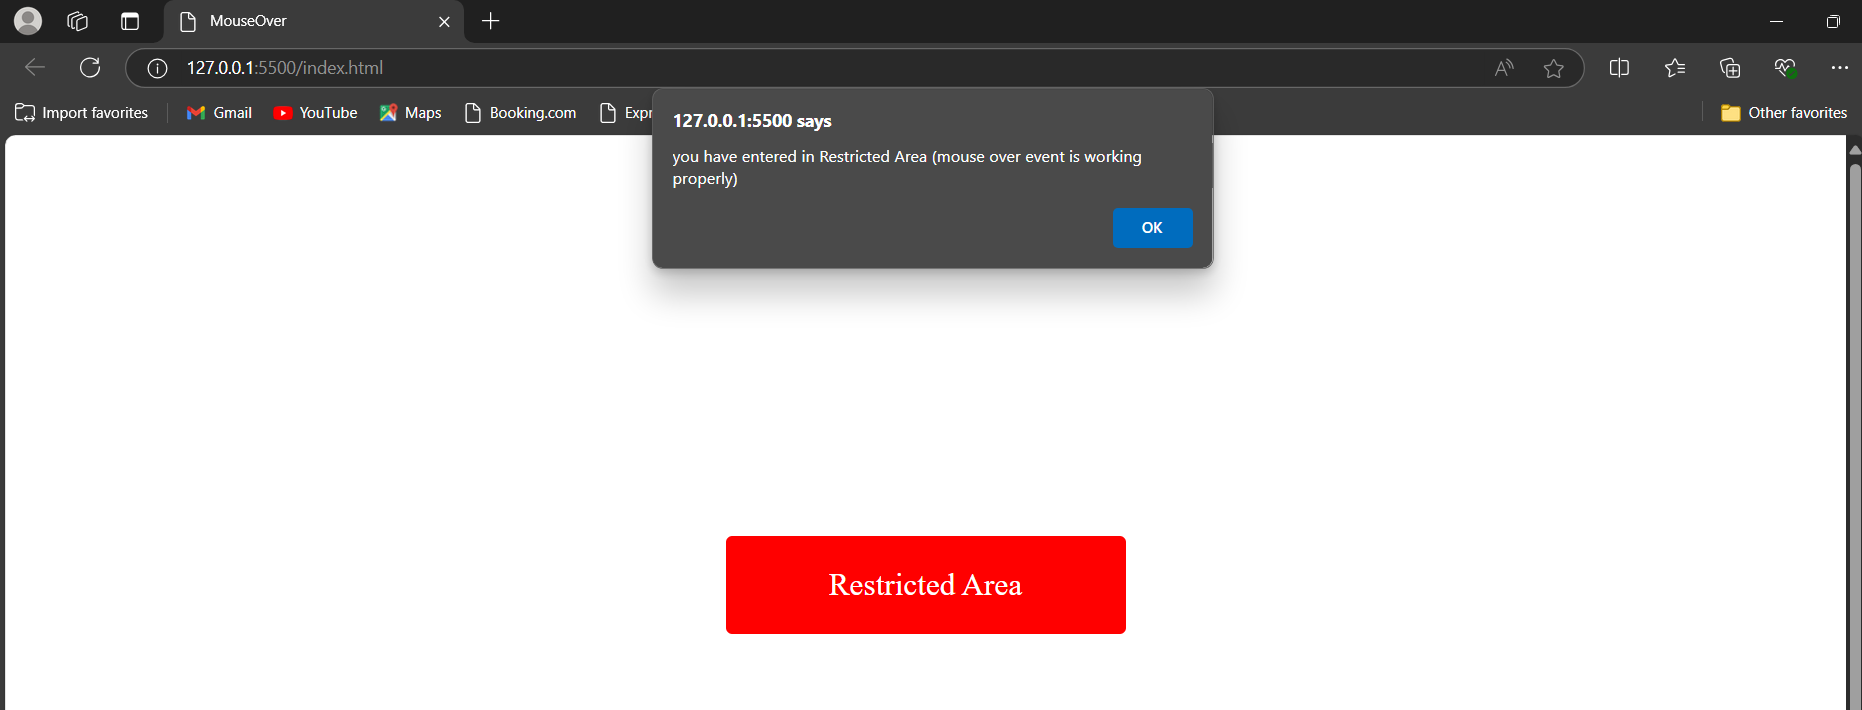 MouseOver
127.0.0.1:5500/index.html
Import favorites Gmail YouTube Maps Booking.com Expr Other favorites
127.0.0.1:5500 says
you have entered in Restricted Area (mouse over event is working
properly)
OK
Restricted Area